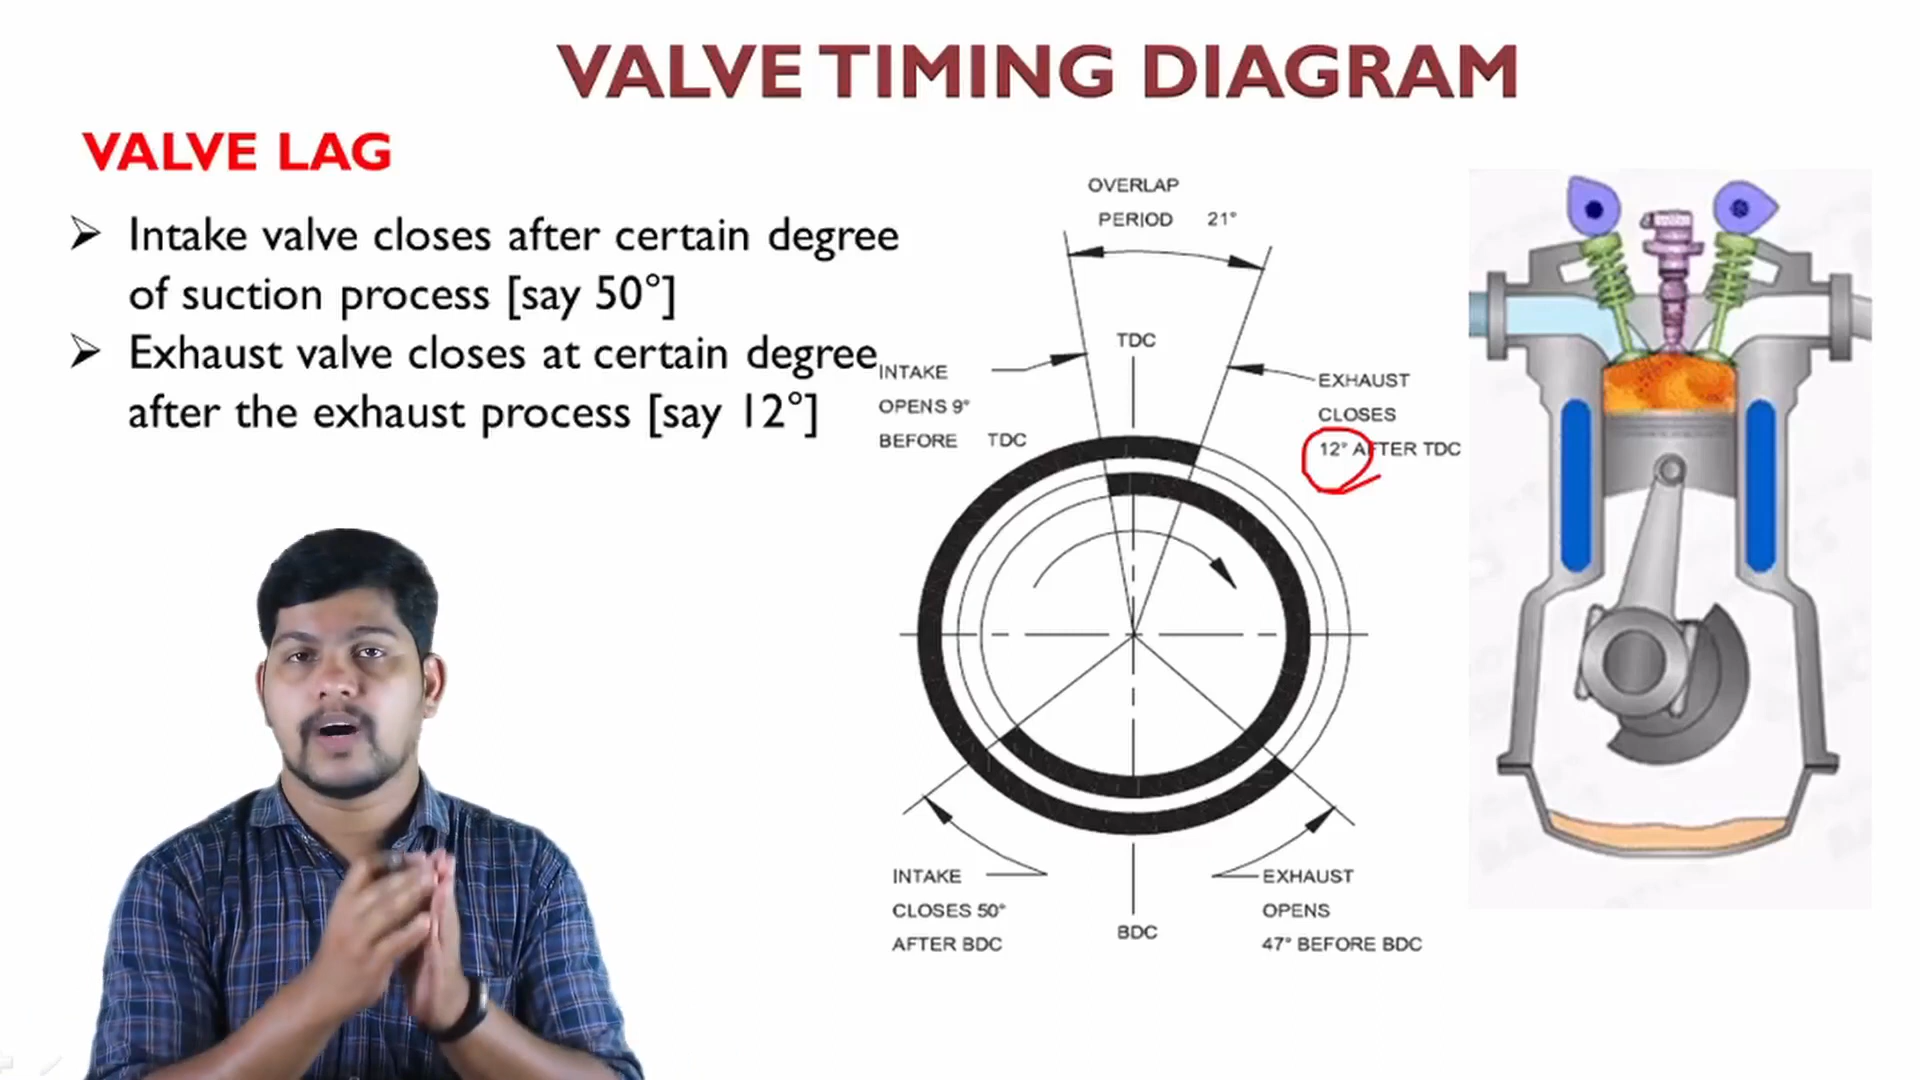 VALVE TIMING DIAGRAM
VALVE LAG
➢ Intake valve closes after certain degree
of suction process [say 50°]
➢ Exhaust valve closes at certain degree
after the exhaust process [say 12°]
OVERLAP
PERIOD 21°
TDC
INTAKE
OPENS 9°
BEFORE TDC
EXHAUST
CLOSES
12° AFTER TDC
INTAKE
CLOSES 50°
AFTER BDC
BDC
EXHAUST
OPENS
47° BEFORE BDC